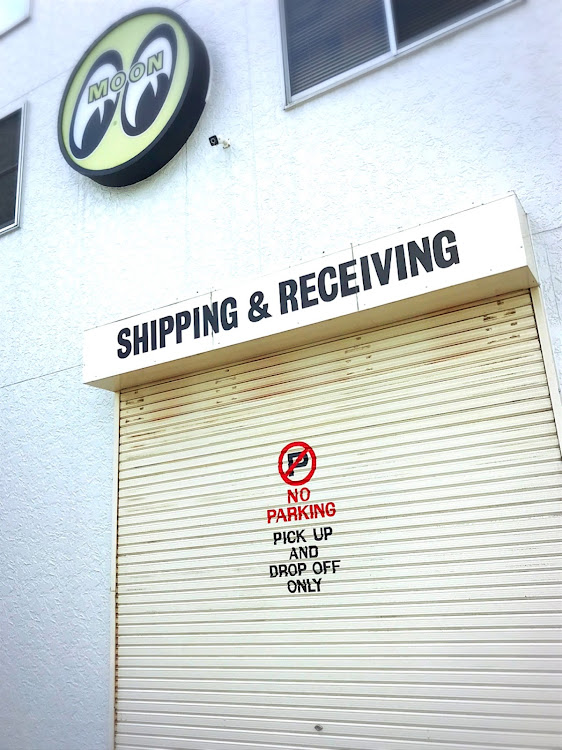 MOON
SHIPPING & RECEIVING
P
NO
PARKING
PICK UP
AND
DROP OFF
ONLY